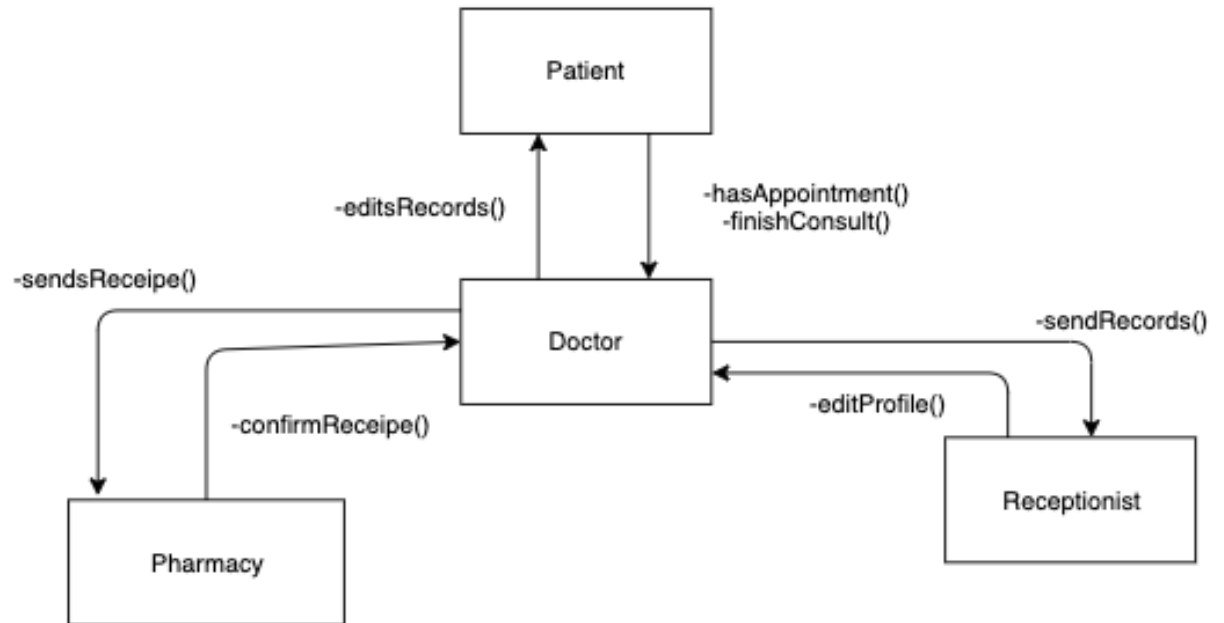 Patient
-editsRecords()
-hasAppointment()
-finishConsult()
-sendsReceipe()
Doctor
-sendRecords()
-confirmReceipe()
-editProfile()
Pharmacy
Receptionist